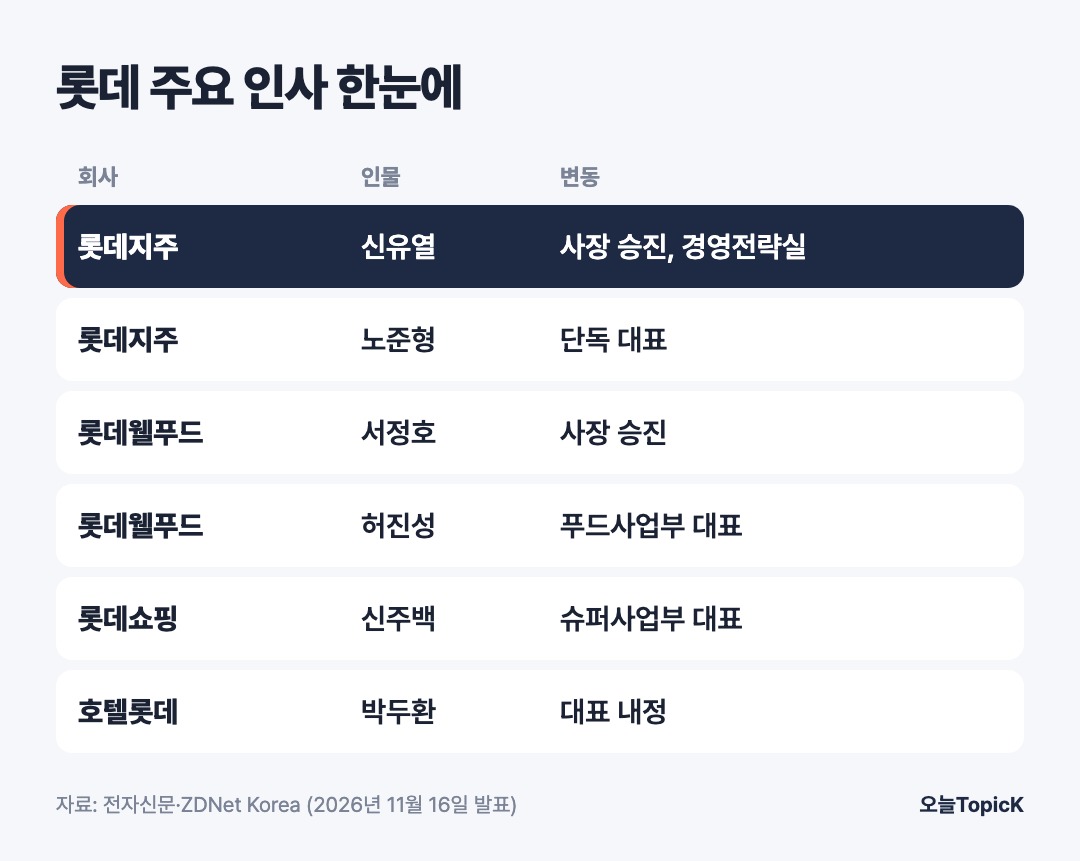 롯데 주요 인사 한눈에
회사 인물 변동
롯데지주 신유열 사장 승진, 경영전략실
롯데지주 노준형 단독 대표
롯데웰푸드 서정호 사장 승진
롯데웰푸드 허진성 푸드사업부 대표
롯데쇼핑 신주백 슈퍼사업부 대표
호텔롯데 박두환 대표 내정
자료: 전자신문·ZDNet Korea (2026년 11월 16일 발표)
오늘TopicK